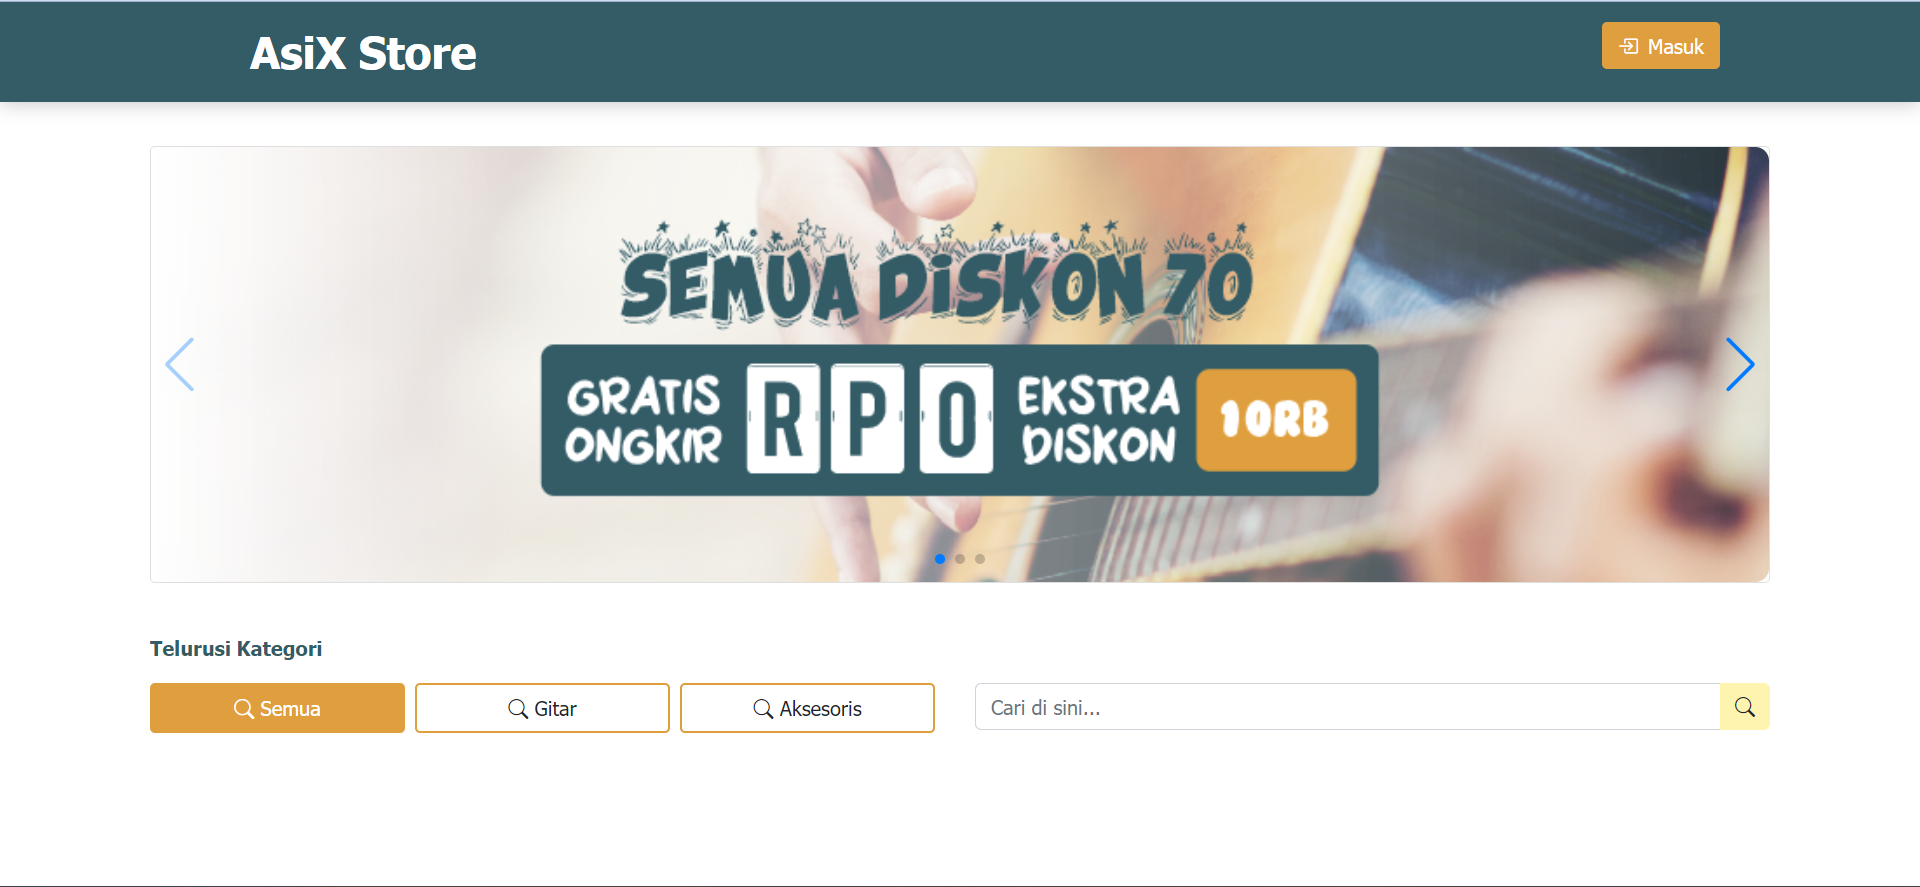 AsiX Store
Masuk
SEMUA DiSKON 70
GRATIS ONGKIR RP0 EKSTRA DISKON 10RB
Telurusi Kategori
Semua
Gitar
Aksesoris
Cari di sini...